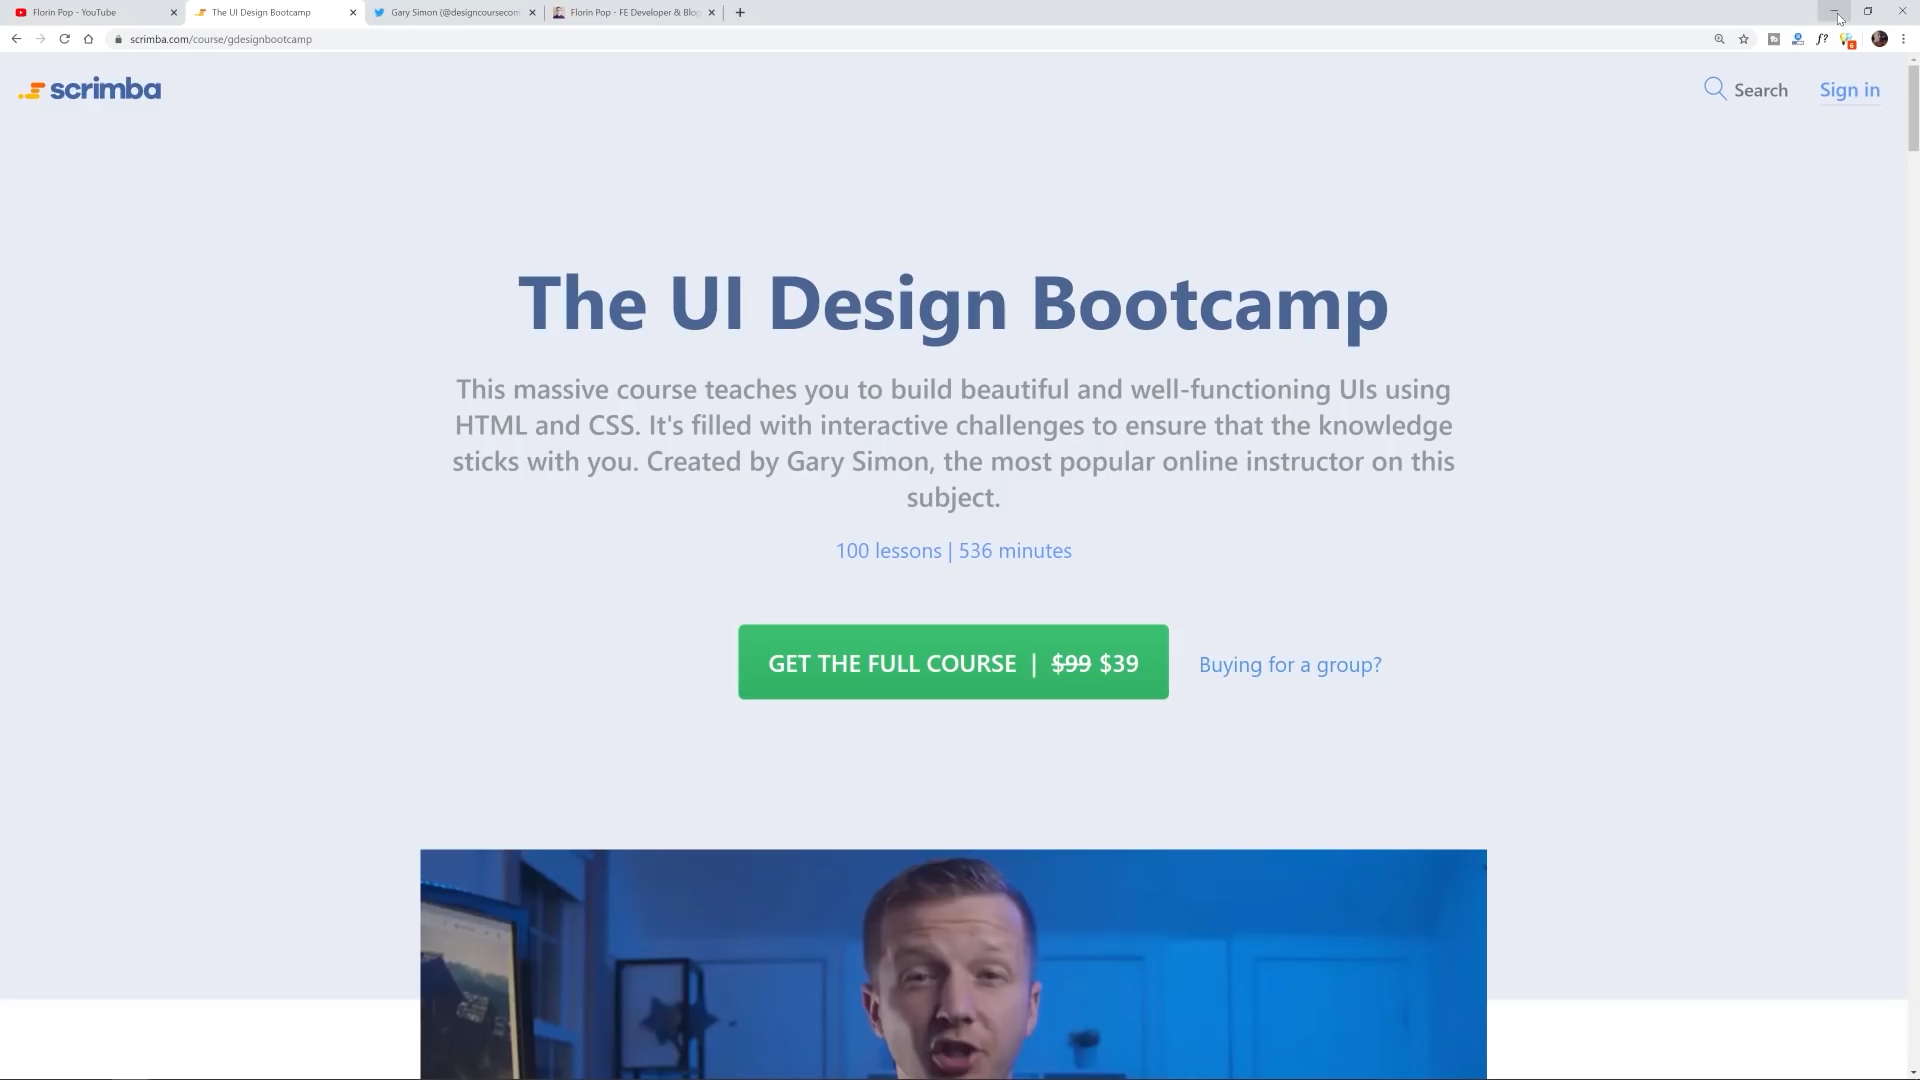 Florin Pop - YouTube
The UI Design Bootcamp
Gary Simon (@designcoursecom
Florin Pop - FE Developer & Blog
scrimba.com/course/gdesignbootcamp
f?
6
scrimba
Search
Sign in
The UI Design Bootcamp
This massive course teaches you to build beautiful and well-functioning UIs using
HTML and CSS. It's filled with interactive challenges to ensure that the knowledge
sticks with you. Created by Gary Simon, the most popular online instructor on this
subject.
100 lessons | 536 minutes
GET THE FULL COURSE | $99 $39
Buying for a group?